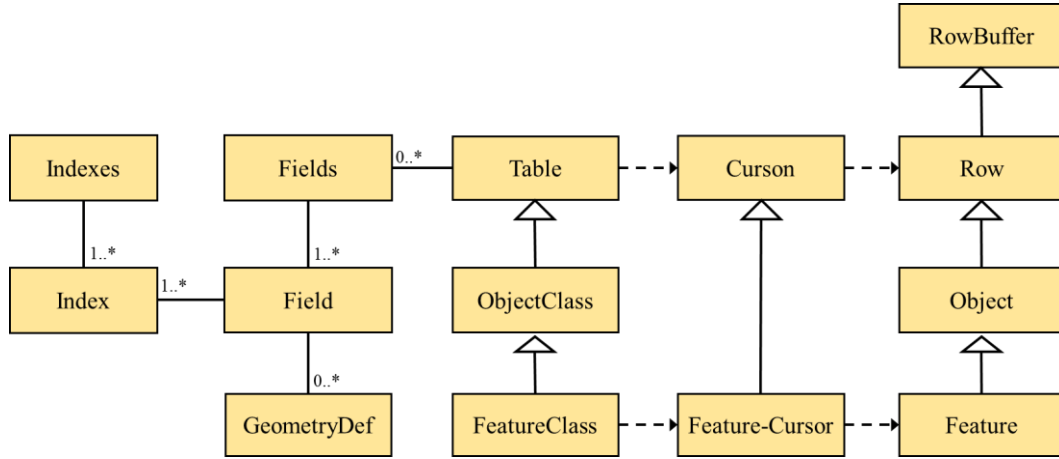 RowBuffer
Indexes
Fields
0..*
Table
Curson
Row
1..*
1..*
Index
1..*
Field
ObjectClass
Object
0..*
GeometryDef
FeatureClass
Feature-Cursor
Feature